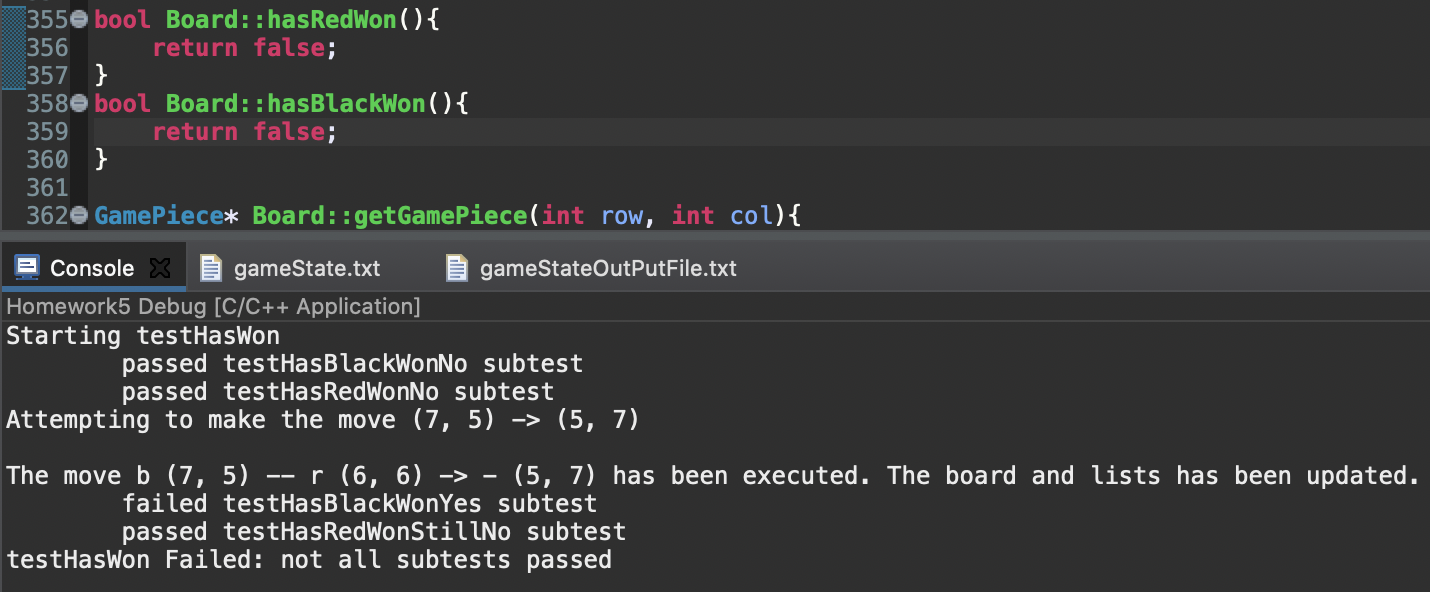 355 bool Board::hasRedWon(){
356 return false;
357 }
358 bool Board::hasBlackWon(){
359 return false;
360 }
361
362 GamePiece* Board::getGamePiece(int row, int col){
Console gameState.txt gameStateOutPutFile.txt
Homework5 Debug [C/C++ Application]
Starting testHasWon
passed testHasBlackWonNo subtest
passed testHasRedWonNo subtest
Attempting to make the move (7, 5) -> (5, 7)
The move b (7, 5) -- r (6, 6) -> - (5, 7) has been executed. The board and lists has been updated.
failed testHasBlackWonYes subtest
passed testHasRedWonStillNo subtest
testHasWon Failed: not all subtests passed